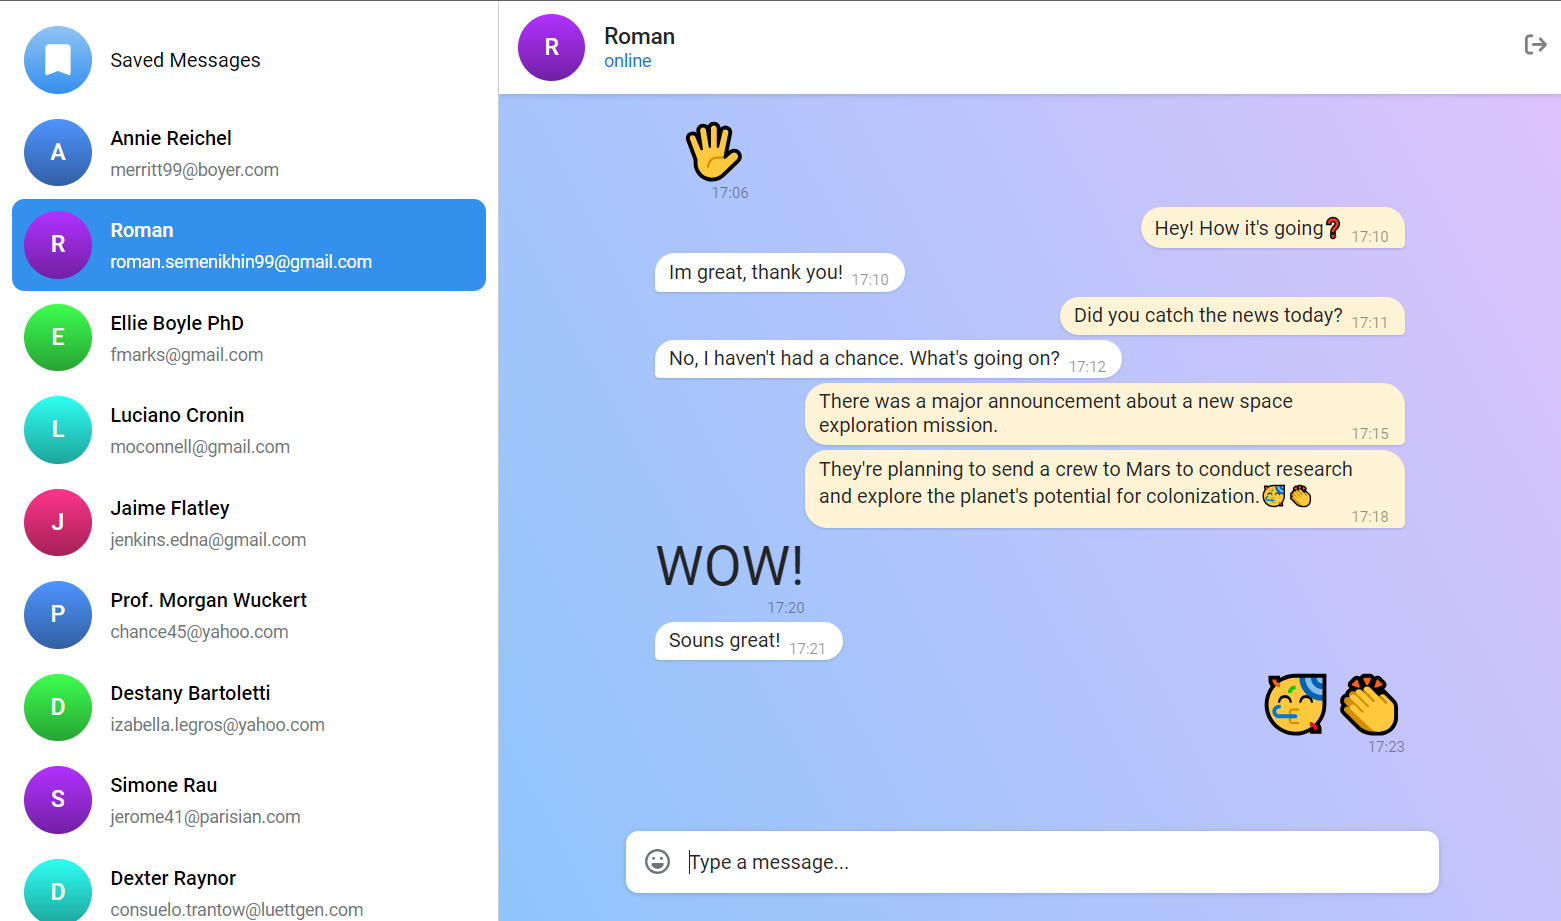 Saved Messages
A
Annie Reichel
merritt99@boyer.com
R
Roman
roman.semenikhin99@gmail.com
E
Ellie Boyle PhD
fmarks@gmail.com
L
Luciano Cronin
moconnell@gmail.com
J
Jaime Flatley
jenkins.edna@gmail.com
P
Prof. Morgan Wuckert
chance45@yahoo.com
D
Destany Bartoletti
izabella.legros@yahoo.com
S
Simone Rau
jerome41@parisian.com
D
Dexter Raynor
consuelo.trantow@luettgen.com
R
Roman
online
🖐
17:06
Hey! How it's going❓ 17:10
Im great, thank you! 17:10
Did you catch the news today? 17:11
No, I haven't had a chance. What's going on? 17:12
There was a major announcement about a new space
exploration mission.
17:15
They're planning to send a crew to Mars to conduct research
and explore the planet's potential for colonization.🥳👏
17:18
WOW!
17:20
Souns great! 17:21
🥳👏
17:23
Type a message...